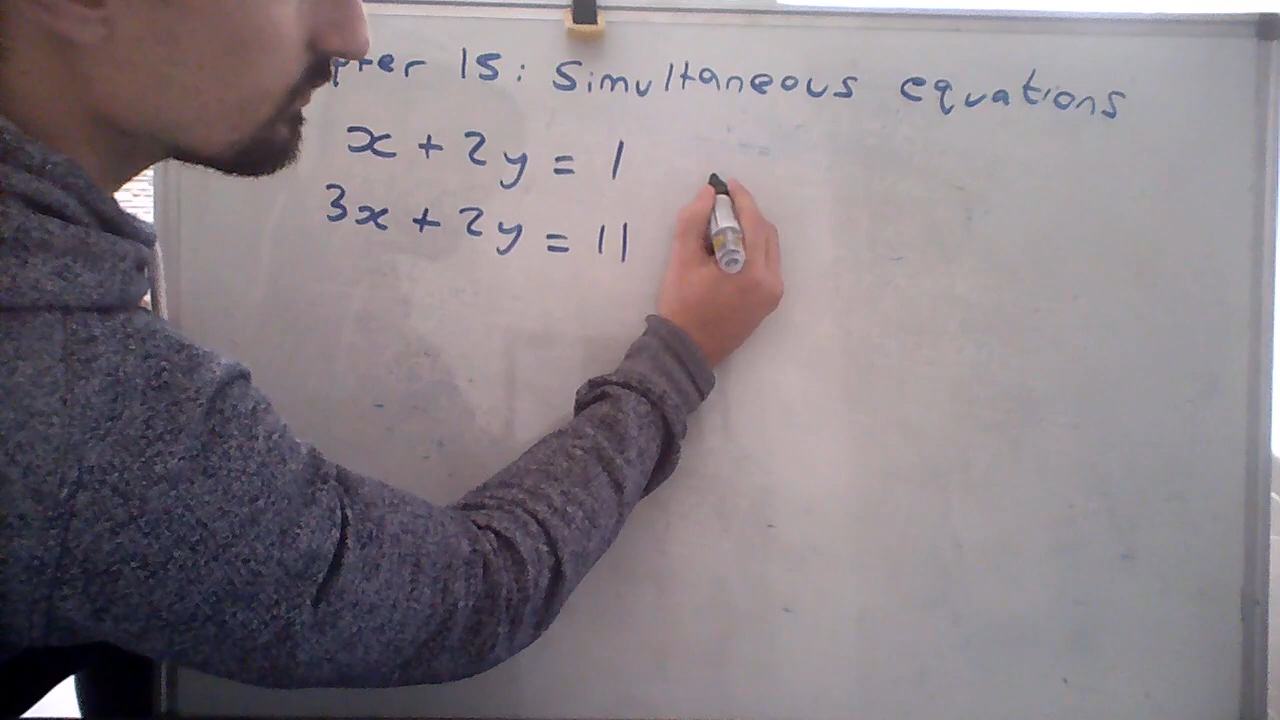 pter 15: Simultaneous equations
x + 2y = 1
3x + 2y = 11